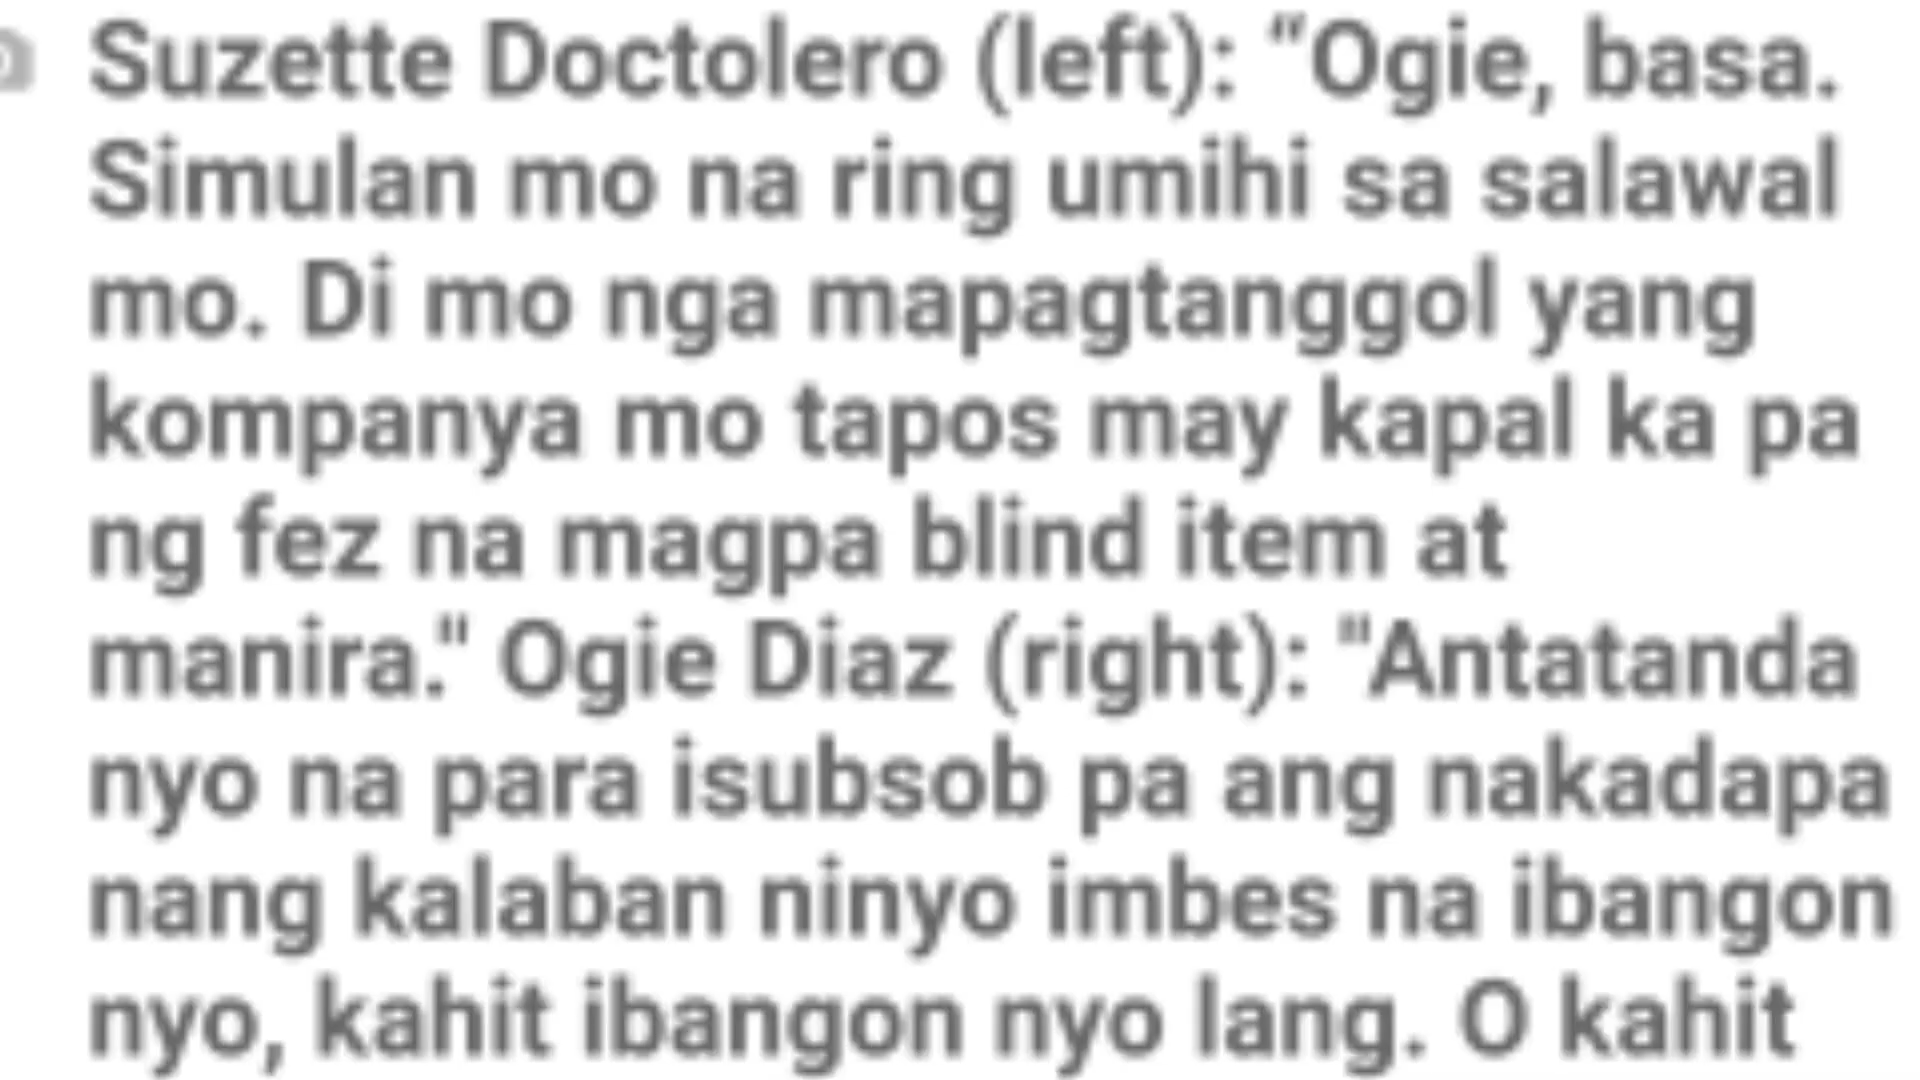 Suzette Doctolero (left): “Ogie, basa.
Simulan mo na ring umihi sa salawal
mo. Di mo nga mapagtanggol yang
kompanya mo tapos may kapal ka pa
ng fez na magpa blind item at
manira." Ogie Diaz (right): "Antatanda
nyo na para isubsob pa ang nakadapa
nang kalaban ninyo imbes na ibangon
nyo, kahit ibangon nyo lang. O kahit